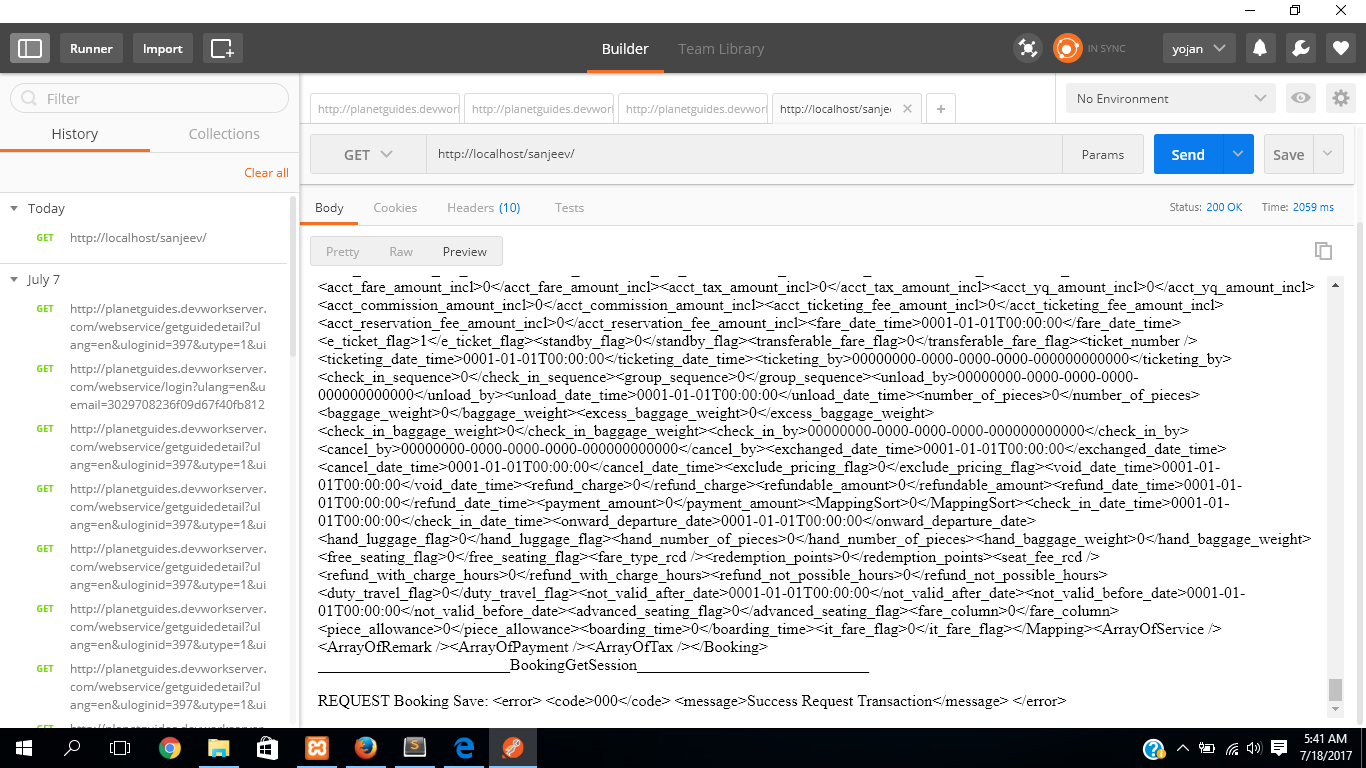 Runner
Import
Builder
Team Library
IN SYNC
yojan
Filter
History
Collections
Clear all
Today
GET http://localhost/sanjeev/
July 7
GET http://planetguides.devworkserver.
com/webservice/getguidedetail?ul
ang=en&uloginid=397&utype=1&ui
GET http://planetguides.devworkserver.
com/webservice/login?ulang=en&u
email=3029708236f09d67f40fb812
GET http://planetguides.devworkserver.
com/webservice/getguidedetail?ul
ang=en&uloginid=397&utype=1&ui
GET http://planetguides.devworkserver.
com/webservice/getguidedetail?ul
ang=en&uloginid=397&utype=1&ui
GET http://planetguides.devworkserver.
com/webservice/getguidedetail?ul
ang=en&uloginid=397&utype=1&ui
GET http://planetguides.devworkserver.
com/webservice/getguidedetail?ul
ang=en&uloginid=397&utype=1&ui
GET http://planetguides.devworkserver.
com/webservice/getguidedetail?ul
ang=en&uloginid=397&utype=1&ui
http://planetguides.devworl
http://planetguides.devworl
http://planetguides.devworl
http://localhost/sanjee
No Environment
GET
http://localhost/sanjeev/
Params
Send
Save
Body
Cookies
Headers (10)
Tests
Status: 200 OK
Time: 2059 ms
Pretty
Raw
Preview
<acct_fare_amount_incl>0</acct_fare_amount_incl><acct_tax_amount_incl>0</acct_tax_amount_incl><acct_yq_amount_incl>0</acct_yq_amount_incl>
<acct_commission_amount_incl>0</acct_commission_amount_incl><acct_ticketing_fee_amount_incl>0</acct_ticketing_fee_amount_incl>
<acct_reservation_fee_amount_incl>0</acct_reservation_fee_amount_incl><fare_date_time>0001-01-01T00:00:00</fare_date_time>
<e_ticket_flag>1</e_ticket_flag><standby_flag>0</standby_flag><transferable_fare_flag>0</transferable_fare_flag><ticket_number />
<ticketing_date_time>0001-01-01T00:00:00</ticketing_date_time><ticketing_by>00000000-0000-0000-0000-000000000000</ticketing_by>
<check_in_sequence>0</check_in_sequence><group_sequence>0</group_sequence><unload_by>00000000-0000-0000-0000-
000000000000</unload_by><unload_date_time>0001-01-01T00:00:00</unload_date_time><number_of_pieces>0</number_of_pieces>
<baggage_weight>0</baggage_weight><excess_baggage_weight>0</excess_baggage_weight>
<check_in_baggage_weight>0</check_in_baggage_weight><check_in_by>00000000-0000-0000-0000-000000000000</check_in_by>
<cancel_by>00000000-0000-0000-0000-000000000000</cancel_by><exchanged_date_time>0001-01-01T00:00:00</exchanged_date_time>
<cancel_date_time>0001-01-01T00:00:00</cancel_date_time><exclude_pricing_flag>0</exclude_pricing_flag><void_date_time>0001-01-
01T00:00:00</void_date_time><refund_charge>0</refund_charge><refundable_amount>0</refundable_amount><refund_date_time>0001-01-
01T00:00:00</refund_date_time><payment_amount>0</payment_amount><MappingSort>0</MappingSort><check_in_date_time>0001-01-
01T00:00:00</check_in_date_time><onward_departure_date>0001-01-01T00:00:00</onward_departure_date>
<hand_luggage_flag>0</hand_luggage_flag><hand_number_of_pieces>0</hand_number_of_pieces><hand_baggage_weight>0</hand_baggage_weight>
<free_seating_flag>0</free_seating_flag><fare_type_rcd /><redemption_points>0</redemption_points><seat_fee_rcd />
<refund_with_charge_hours>0</refund_with_charge_hours><refund_not_possible_hours>0</refund_not_possible_hours>
<duty_travel_flag>0</duty_travel_flag><not_valid_after_date>0001-01-01T00:00:00</not_valid_after_date><not_valid_before_date>0001-01-
01T00:00:00</not_valid_before_date><advanced_seating_flag>0</advanced_seating_flag><fare_column>0</fare_column>
<piece_allowance>0</piece_allowance><boarding_time>0</boarding_time><it_fare_flag>0</it_fare_flag></Mapping><ArrayOfService />
<ArrayOfRemark /><ArrayOfPayment /><ArrayOfTax /></Booking>
________________________BookingGetSession_____________________________
REQUEST Booking Save: <error> <code>000</code> <message>Success Request Transaction</message> </error>
5:41 AM
7/18/2017